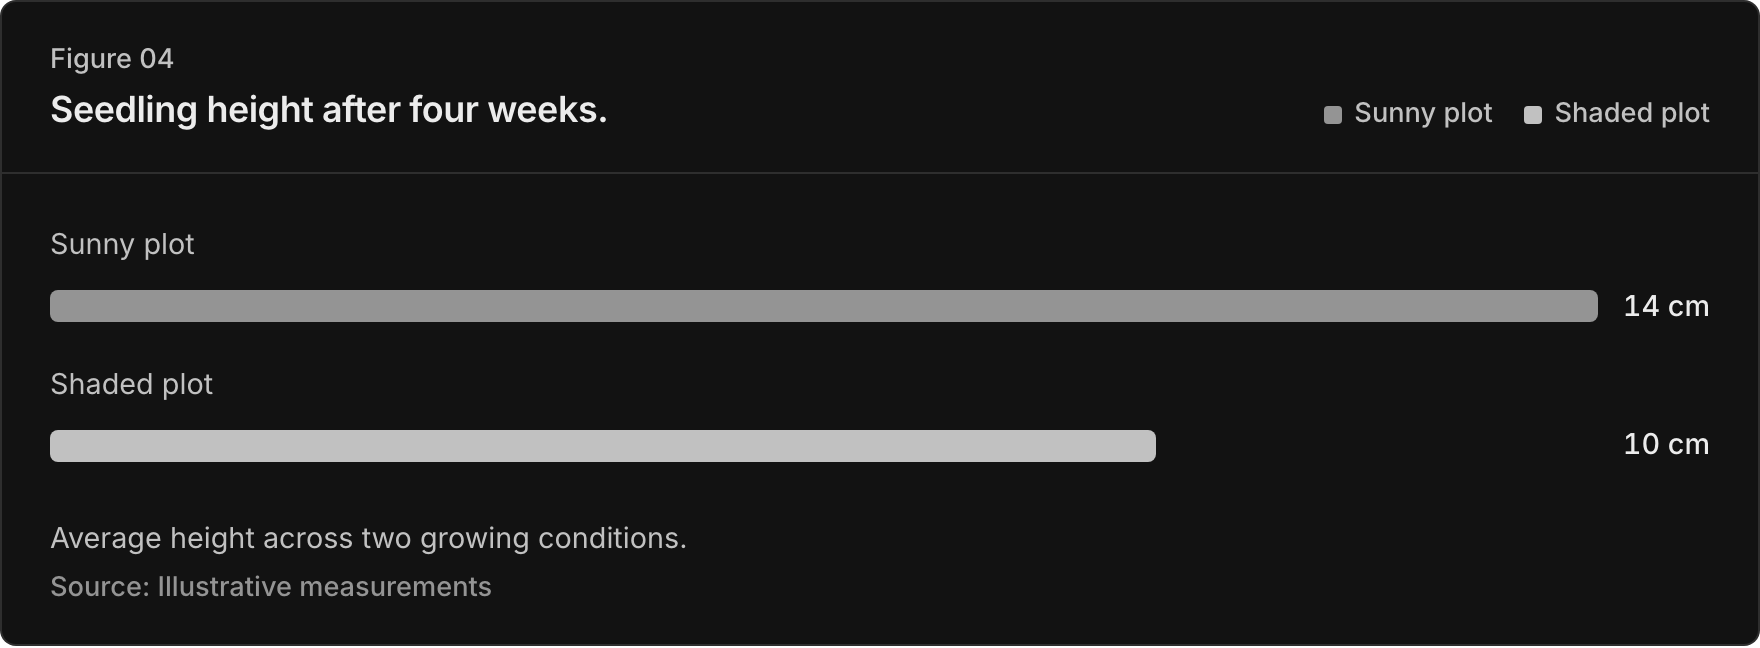 Figure 04
Seedling height after four weeks.
Sunny plot
Shaded plot
Sunny plot
14 cm
Shaded plot
10 cm
Average height across two growing conditions.
Source: Illustrative measurements